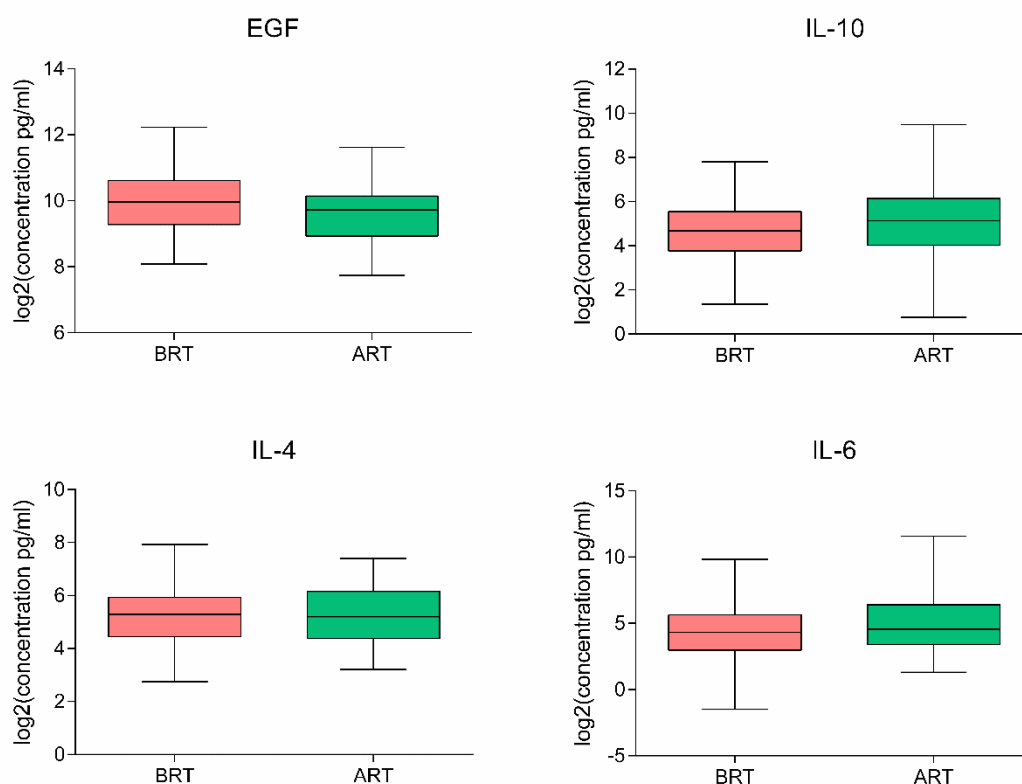 EGF
log2(concentration pg/ml)
14
12
10
8
6
BRT
ART
IL-10
log2(concentration pg/ml)
12
10
8
6
4
2
0
BRT
ART
IL-4
log2(concentration pg/ml)
10
8
6
4
2
0
BRT
ART
IL-6
log2(concentration pg/ml)
15
10
5
0
-5
BRT
ART